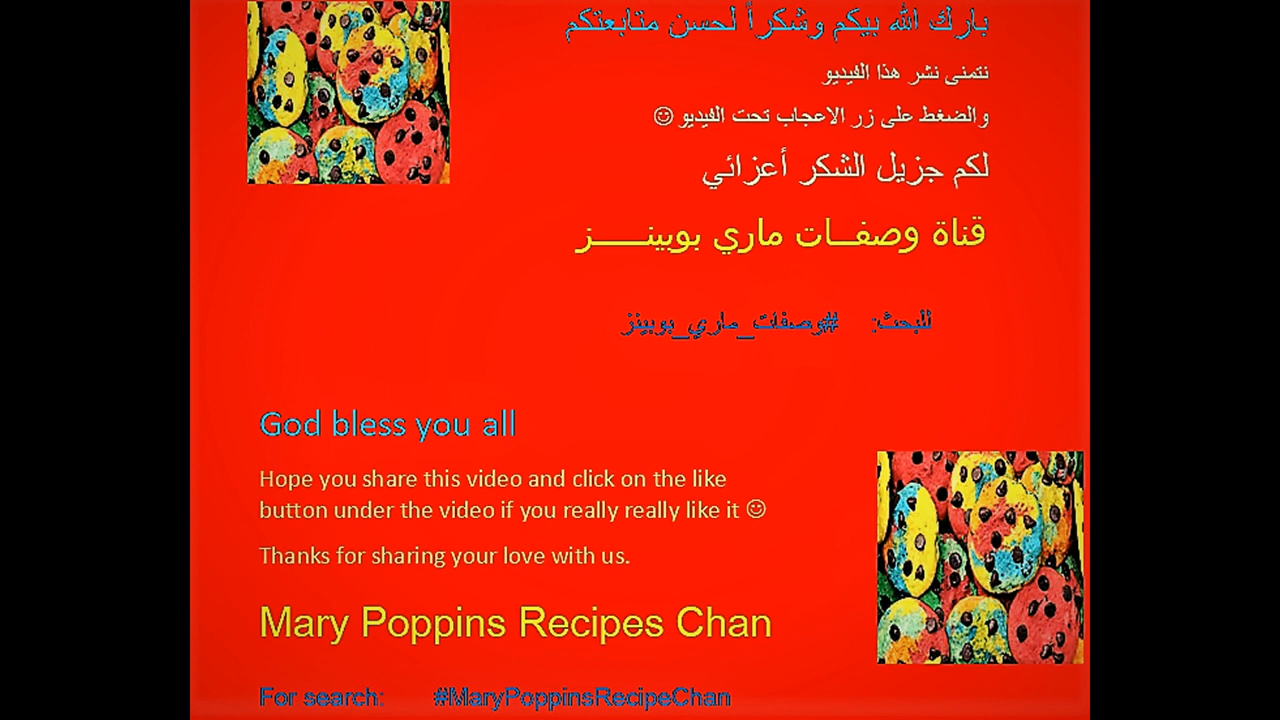 بارك الله بيكم وشكراً لحسن متابعتكم
نتمنى نشر هذا الفيديو
والضغط على زر الاعجاب تحت الفيديو ☺
لكم جزيل الشكر أعزائي
قناة وصفــات ماري بوبينـــــز
للبحث: #وصفات_ماري_بوبينز
God bless you all
Hope you share this video and click on the like
button under the video if you really really like it ☺
Thanks for sharing your love with us.
Mary Poppins Recipes Chan
For search: #MaryPoppinsRecipeChan